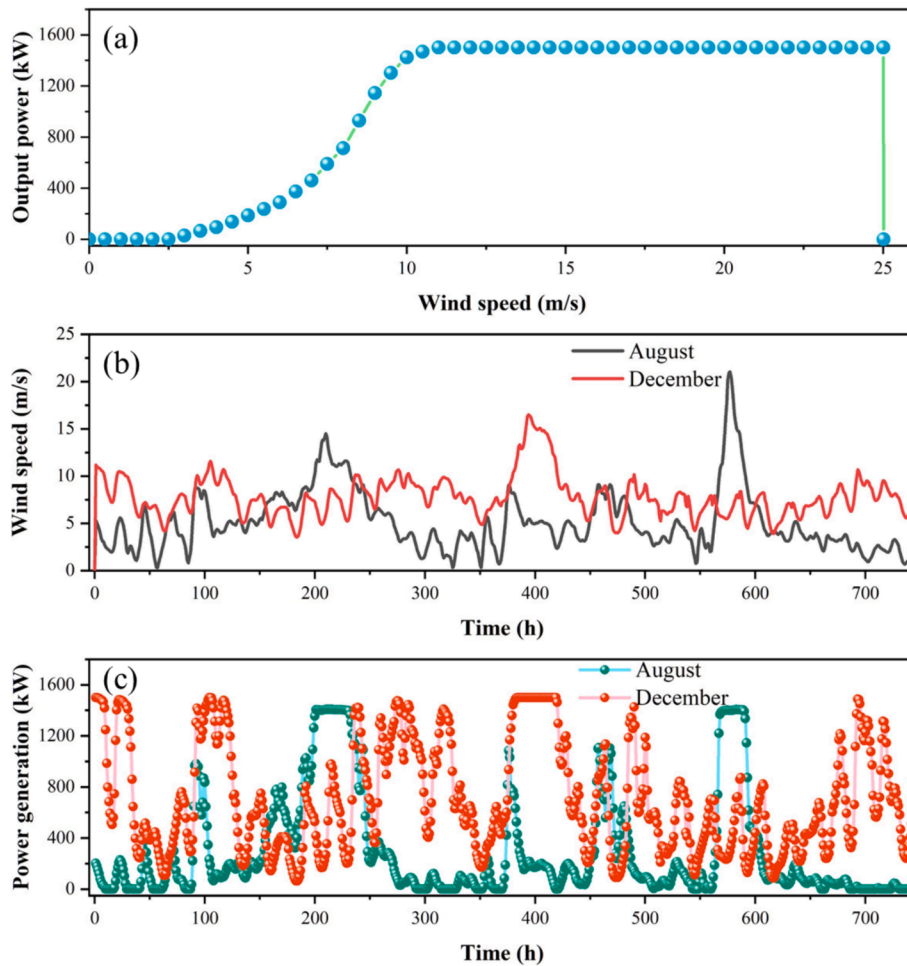 (a)
Output power (kW)
1600
1200
800
400
0
0 5 10 15 20 25
Wind speed (m/s)
(b)
August
December
Wind speed (m/s)
25
20
15
10
5
0
0 100 200 300 400 500 600 700
Time (h)
(c)
August
December
Power generation (kW)
1600
1200
800
400
0
0 100 200 300 400 500 600 700
Time (h)